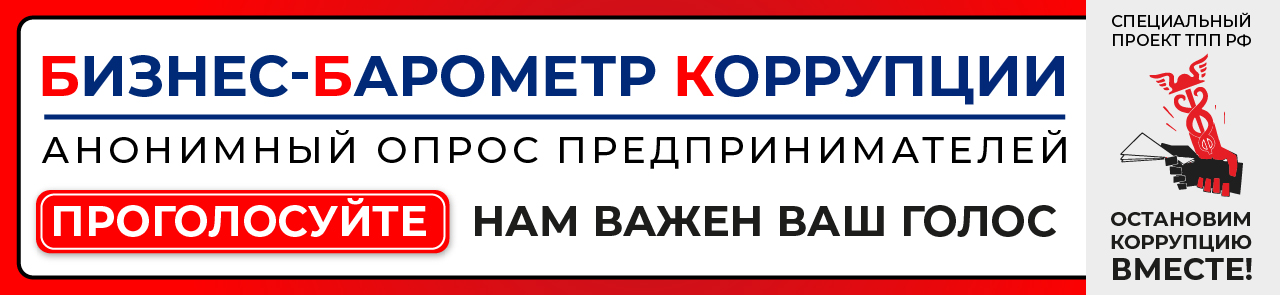 БИЗНЕС-БАРОМЕТР КОРРУПЦИИ
АНОНИМНЫЙ ОПРОС ПРЕДПРИНИМАТЕЛЕЙ
ПРОГОЛОСУЙТЕ
НАМ ВАЖЕН ВАШ ГОЛОС
СПЕЦИАЛЬНЫЙ
ПРОЕКТ ТПП РФ
ОСТАНОВИМ
КОРРУПЦИЮ
ВМЕСТЕ!